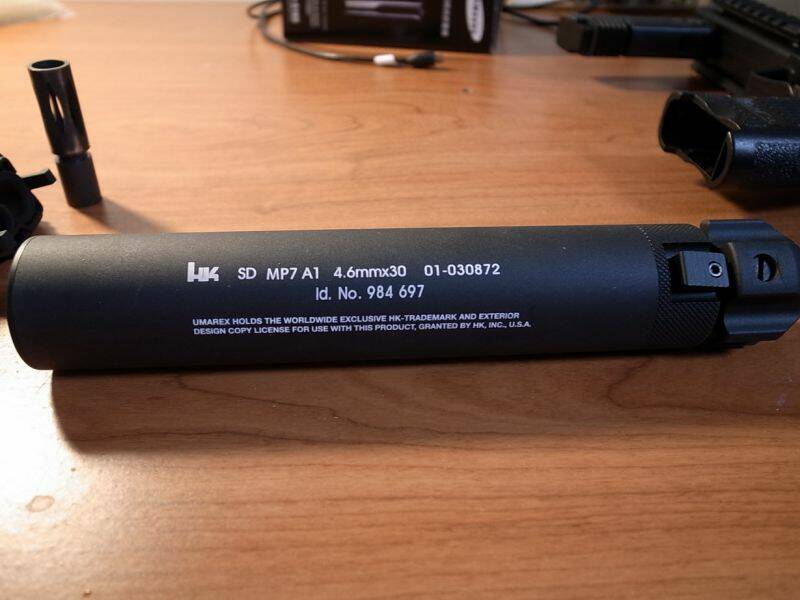 HK SD MP7 A1 4.6mmx30 01-030872
Id. No. 984 697
UMAREX HOLDS THE WORLDWIDE EXCLUSIVE HK-TRADEMARK AND EXTERIOR
DESIGN COPY LICENSE FOR USE WITH THIS PRODUCT, GRANTED BY HK, INC., U.S.A.